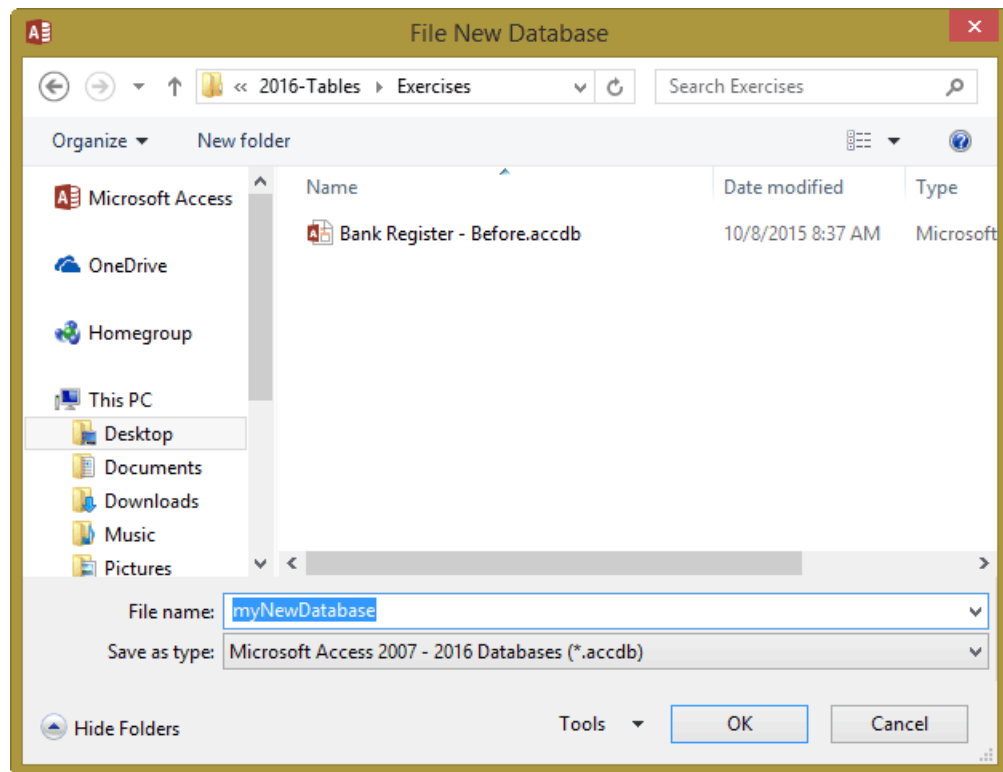 File New Database
« 2016-Tables Exercises Search Exercises
Organize New folder
Name Date modified Type
Microsoft Access
Bank Register - Before.accdb 10/8/2015 8:37 AM Microsoft
OneDrive
Homegroup
This PC
Desktop
Documents
Downloads
Music
Pictures
File name: myNewDatabase
Save as type: Microsoft Access 2007 - 2016 Databases (*.accdb)
Hide Folders Tools OK Cancel